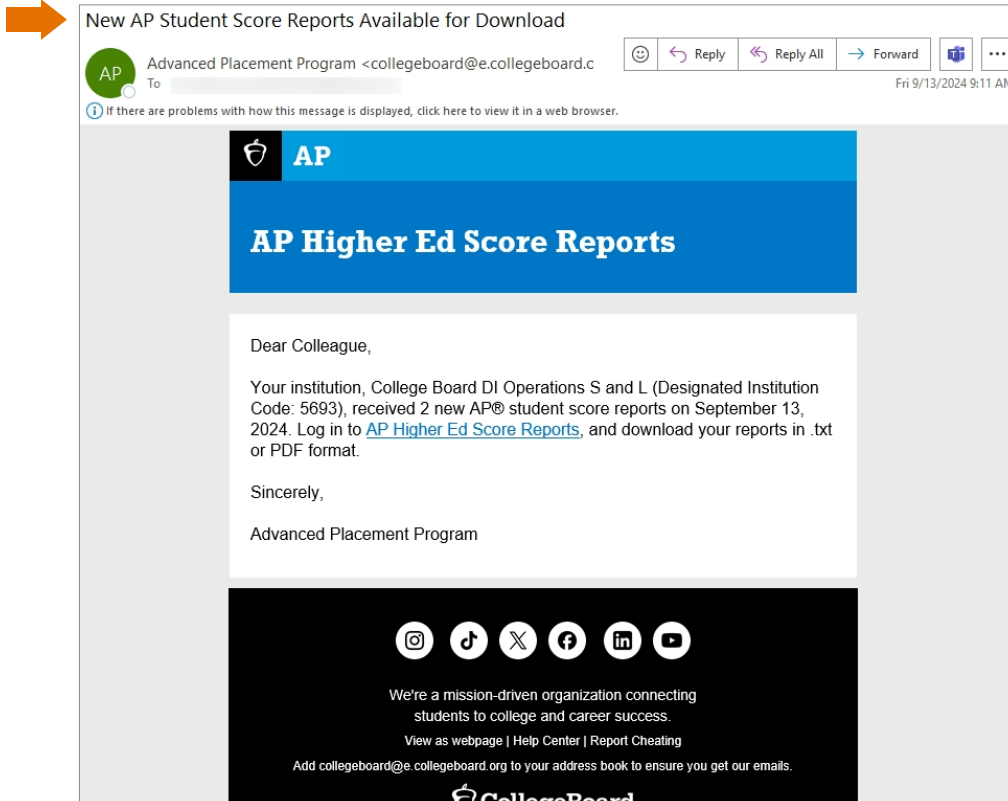 New AP Student Score Reports Available for Download
AP
Advanced Placement Program <collegeboard@e.collegeboard.c
To
Reply
Reply All
Forward
Fri 9/13/2024 9:11 AM
If there are problems with how this message is displayed, click here to view it in a web browser.
AP
AP Higher Ed Score Reports
Dear Colleague,
Your institution, College Board DI Operations S and L (Designated Institution
Code: 5693), received 2 new AP® student score reports on September 13,
2024. Log in to AP Higher Ed Score Reports, and download your reports in .txt
or PDF format.
Sincerely,
Advanced Placement Program
We're a mission-driven organization connecting
students to college and career success.
View as webpage | Help Center | Report Cheating
Add collegeboard@e.collegeboard.org to your address book to ensure you get our emails.
CollegeBoard